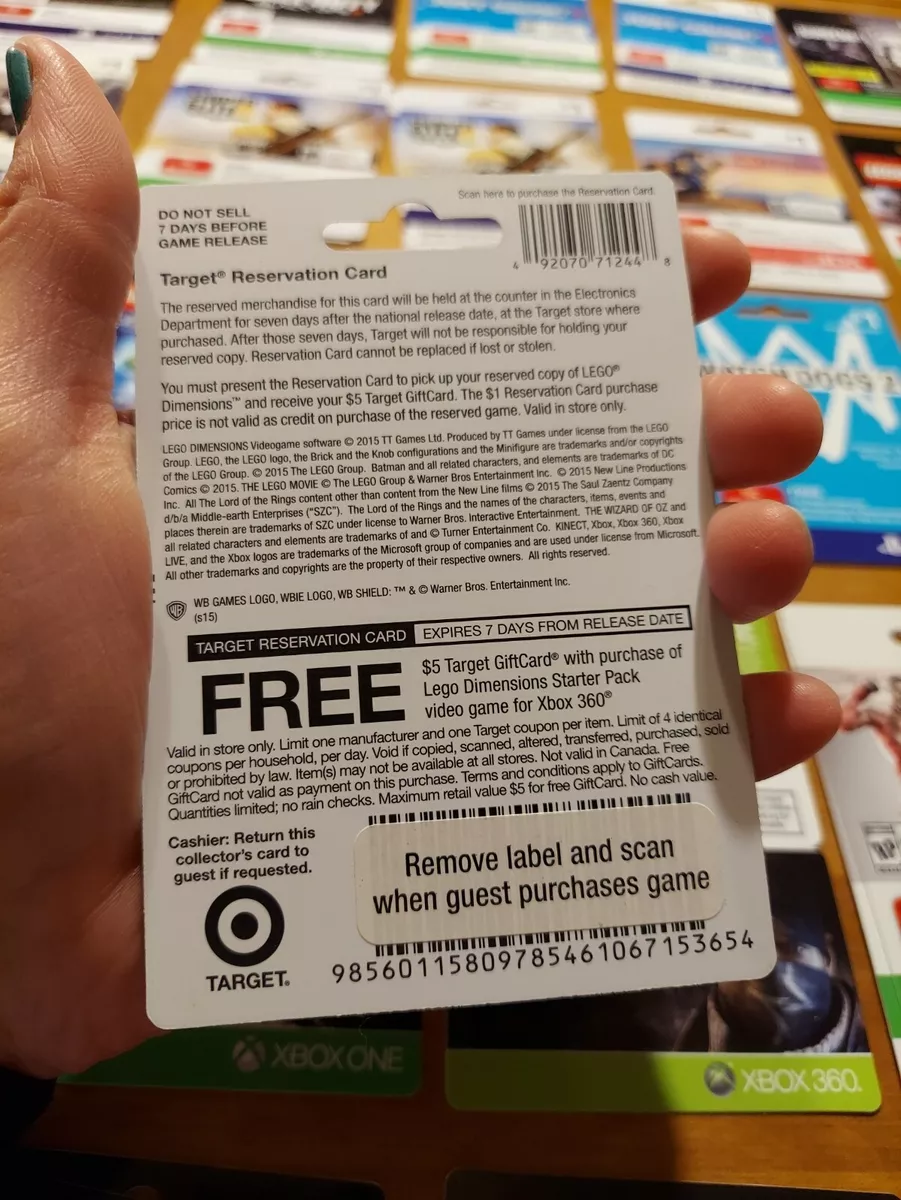 Scan here to purchase the Reservation Card.
DO NOT SELL
7 DAYS BEFORE
GAME RELEASE
4 92070 71244 8
Target® Reservation Card
The reserved merchandise for this card will be held at the counter in the Electronics
Department for seven days after the national release date, at the Target store where
purchased. After those seven days, Target will not be responsible for holding your
reserved copy. Reservation Card cannot be replaced if lost or stolen.
You must present the Reservation Card to pick up your reserved copy of LEGO®
Dimensions™ and receive your $5 Target GiftCard. The $1 Reservation Card purchase
price is not valid as credit on purchase of the reserved game. Valid in store only.
LEGO DIMENSIONS Videogame software © 2015 TT Games Ltd. Produced by TT Games under license from the LEGO
Group. LEGO, the LEGO logo, the Brick and the Knob configurations and the Minifigure are trademarks and/or copyrights
of the LEGO Group. © 2015 The LEGO Group. Batman and all related characters, and elements are trademarks of DC
Comics © 2015. THE LEGO MOVIE © The LEGO Group & Warner Bros Entertainment Inc. © 2015 New Line Productions
Inc. All The Lord of the Rings content other than content from the New Line films © 2015 The Saul Zaentz Company
d/b/a Middle-earth Enterprises ("SZC"). The Lord of the Rings and the names of the characters, items, events and
places therein are trademarks of SZC under license to Warner Bros. Interactive Entertainment. THE WIZARD OF OZ and
all related characters and elements are trademarks of and © Turner Entertainment Co. KINECT, Xbox, Xbox 360, Xbox
LIVE, and the Xbox logos are trademarks of the Microsoft group of companies and are used under license from Microsoft.
All other trademarks and copyrights are the property of their respective owners. All rights reserved.
WB GAMES LOGO, WBIE LOGO, WB SHIELD: ™ & © Warner Bros. Entertainment Inc.
(s15)
TARGET RESERVATION CARD EXPIRES 7 DAYS FROM RELEASE DATE
FREE
$5 Target GiftCard® with purchase of
Lego Dimensions Starter Pack
video game for Xbox 360®
Valid in store only. Limit one manufacturer and one Target coupon per item. Limit of 4 identical
coupons per household, per day. Void if copied, scanned, altered, transferred, purchased, sold
or prohibited by law. Item(s) may not be available at all stores. Not valid in Canada. Free
GiftCard not valid as payment on this purchase. Terms and conditions apply to GiftCards.
Quantities limited; no rain checks. Maximum retail value $5 for free GiftCard. No cash value.
Cashier: Return this
collector's card to
guest if requested.
TARGET.
Remove label and scan
when guest purchases game
98560115809785461067153654
WATCH DOGS 2
XBOX ONE
XBOX 360.